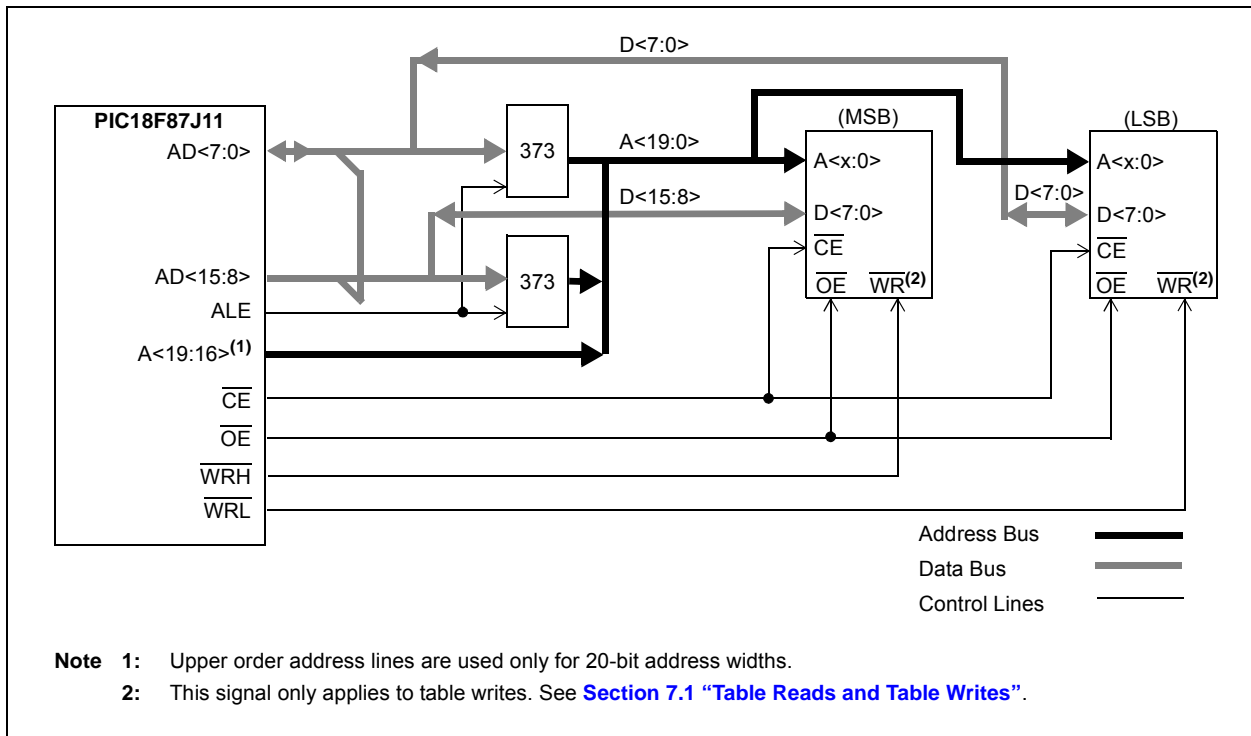 D<7:0>
PIC18F87J11
AD<7:0>
373
A<19:0>
(MSB)
A<x:0>
(LSB)
A<x:0>
D<15:8>
D<7:0>
D<7:0>
D<7:0>
CE
CE
AD<15:8>
373
OE WR(2)
OE WR(2)
ALE
A<19:16>(1)
CE
OE
WRH
WRL
Address Bus
Data Bus
Control Lines
Note 1: Upper order address lines are used only for 20-bit address widths.
2: This signal only applies to table writes. See Section 7.1 “Table Reads and Table Writes”.